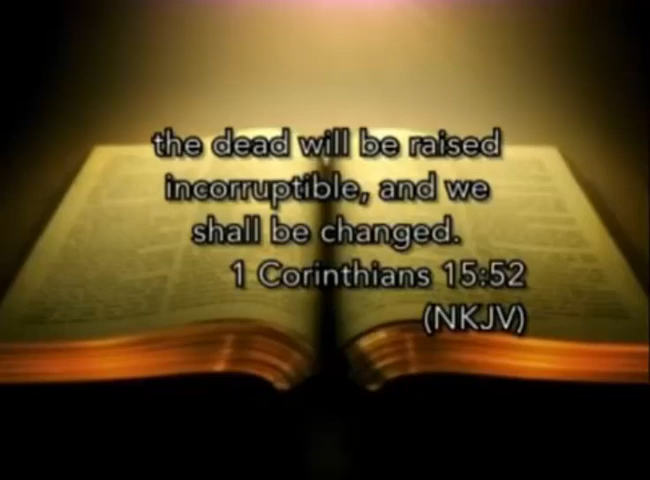 the dead will be raised
incorruptible, and we
shall be changed.
1 Corinthians 15:52
(NKJV)